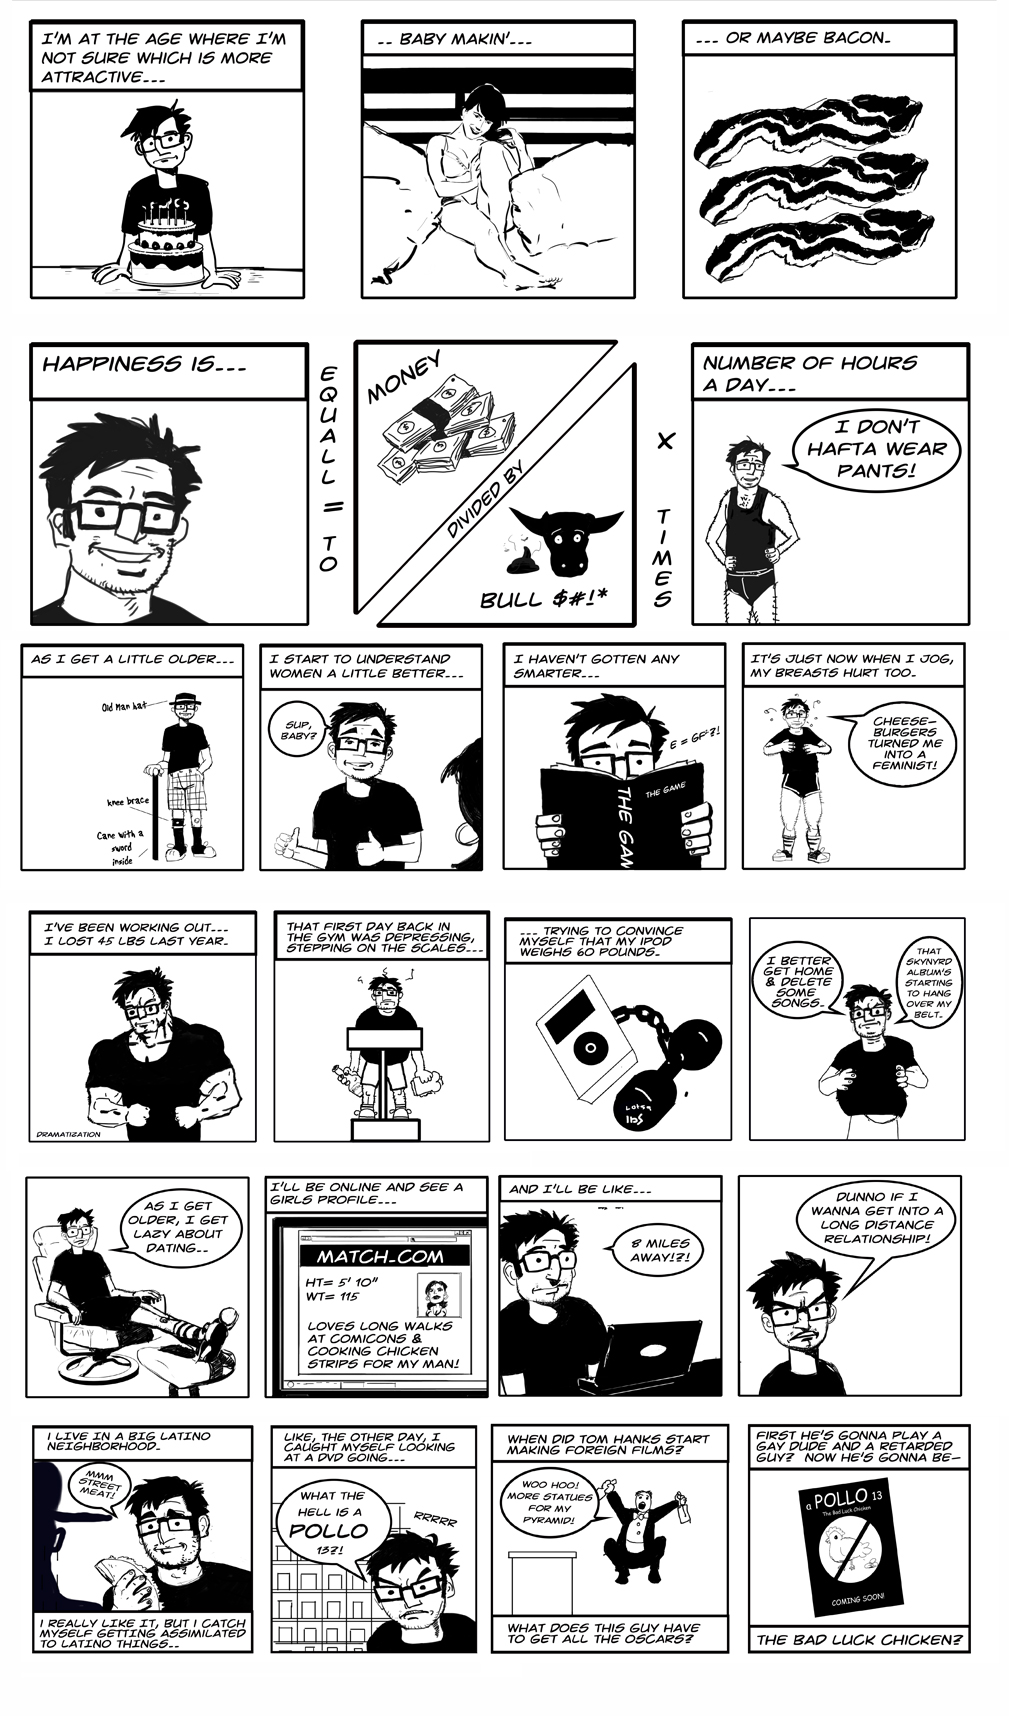 I'M AT THE AGE WHERE I'M
NOT SURE WHICH IS MORE
ATTRACTIVE...
.. BABY MAKIN'...
... OR MAYBE BACON.
HAPPINESS IS...
EQUALL = TO
MONEY
DIVIDED BY
BULL $#!*
X TIMES
NUMBER OF HOURS
A DAY...
I DON'T
HAFTA WEAR
PANTS!
AS I GET A LITTLE OLDER...
Old Man hat
knee brace
Cane with a
sword
inside
I START TO UNDERSTAND
WOMEN A LITTLE BETTER...
SUP,
BABY?
I HAVEN'T GOTTEN ANY
SMARTER...
E = GF²?!
THE GAME
THE GAM
IT'S JUST NOW WHEN I JOG,
MY BREASTS HURT TOO.
CHEESE-
BURGERS
TURNED ME
INTO A
FEMINIST!
I'VE BEEN WORKING OUT...
I LOST 45 LBS LAST YEAR.
DRAMATIZATION
THAT FIRST DAY BACK IN
THE GYM WAS DEPRESSING,
STEPPING ON THE SCALES...
... TRYING TO CONVINCE
MYSELF THAT MY IPOD
WEIGHS 60 POUNDS.
Lotsa
lbs
I BETTER
GET HOME
& DELETE
SOME
SONGS.
THAT
SKYNYRD
ALBUM'S
STARTING
TO HANG
OVER MY
BELT.
AS I GET
OLDER, I GET
LAZY ABOUT
DATING..
I'LL BE ONLINE AND SEE A
GIRLS PROFILE...
MATCH.COM
HT= 5' 10"
WT= 115
LOVES LONG WALKS
AT COMICONS &
COOKING CHICKEN
STRIPS FOR MY MAN!
AND I'LL BE LIKE...
8 MILES
AWAY!?!
DUNNO IF I
WANNA GET INTO A
LONG DISTANCE
RELATIONSHIP!
I LIVE IN A BIG LATINO
NEIGHBORHOOD.
MMM
STREET
MEAT!
I REALLY LIKE IT, BUT I CATCH
MYSELF GETTING ASSIMILATED
TO LATINO THINGS..
LIKE, THE OTHER DAY, I
CAUGHT MYSELF LOOKING
AT A DVD GOING...
WHAT THE
HELL IS A
POLLO
13?!
RRRRR
WHEN DID TOM HANKS START
MAKING FOREIGN FILMS?
WOO HOO!
MORE STATUES
FOR MY
PYRAMID!
WHAT DOES THIS GUY HAVE
TO GET ALL THE OSCARS?
FIRST HE'S GONNA PLAY A
GAY DUDE AND A RETARDED
GUY? NOW HE'S GONNA BE-
a POLLO 13
The Bad Luck Chicken
COMING SOON!
THE BAD LUCK CHICKEN?